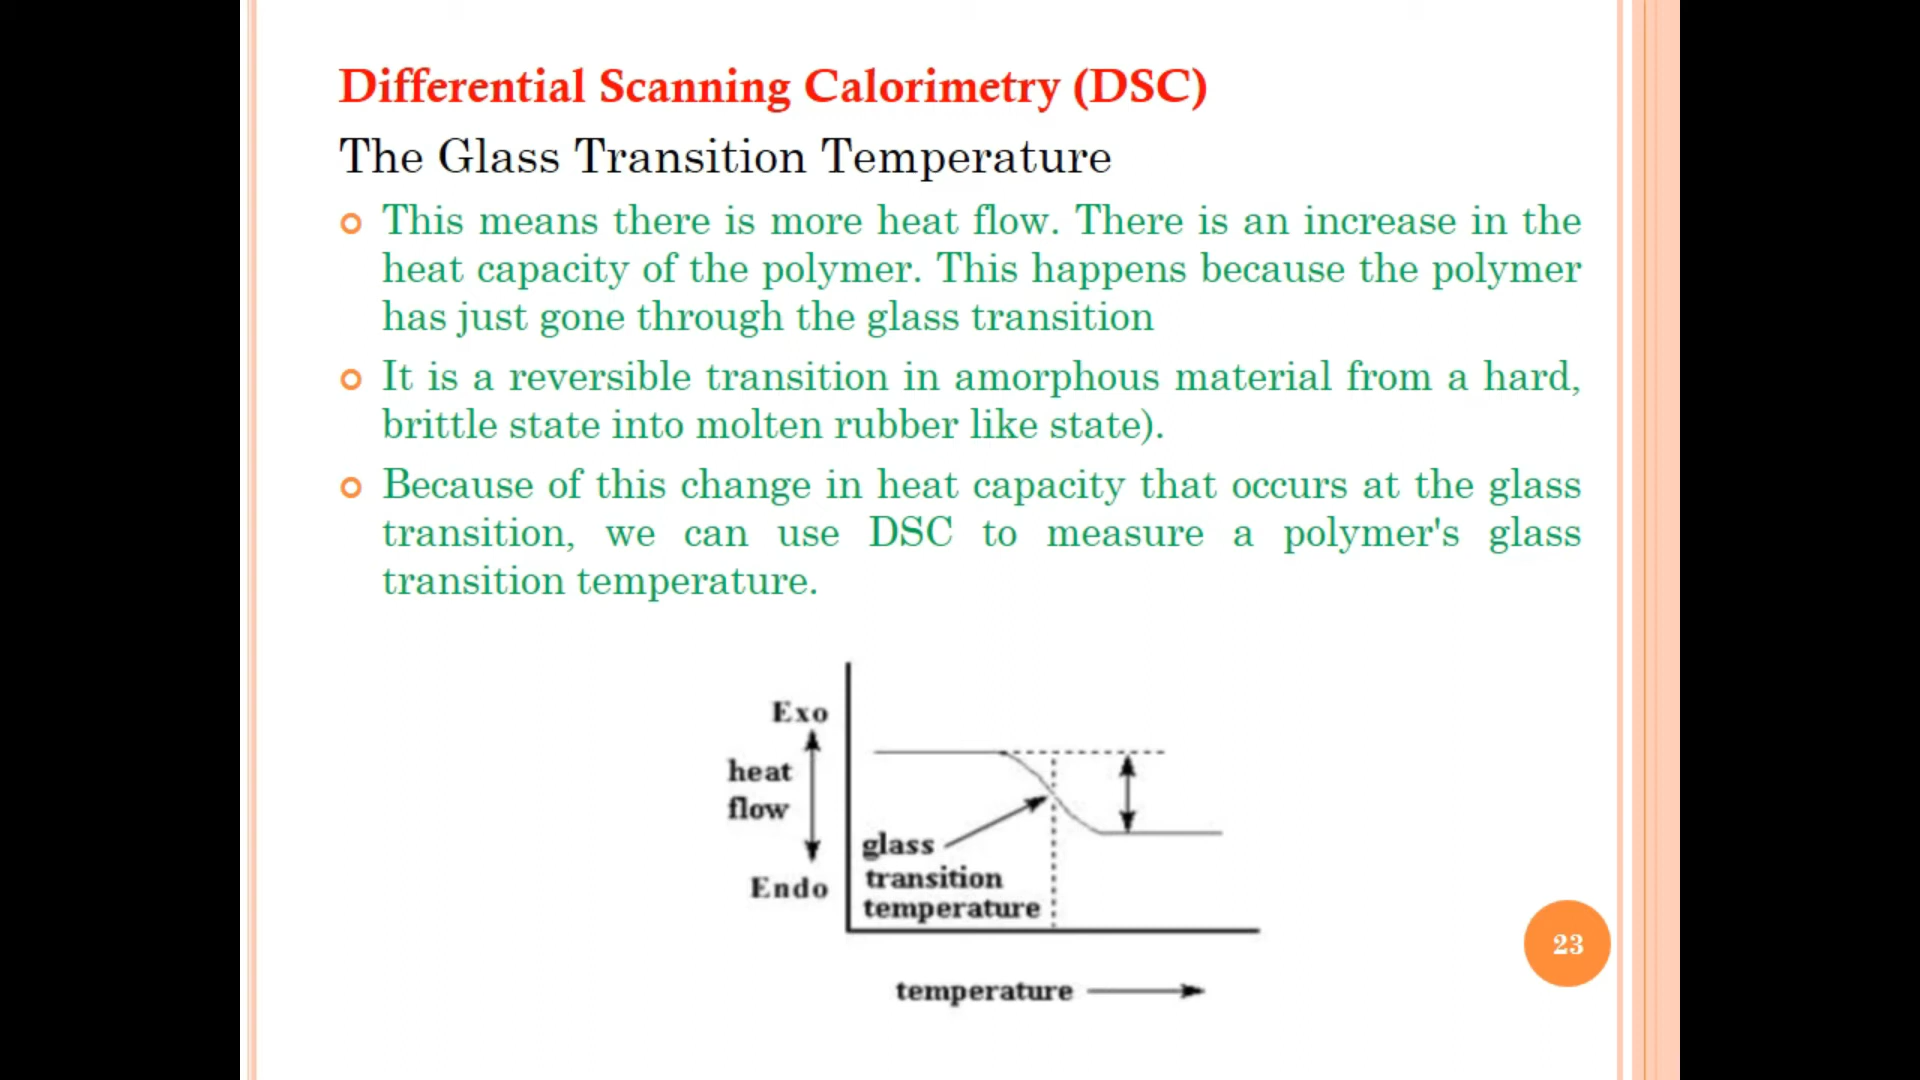 Differential Scanning Calorimetry (DSC)
The Glass Transition Temperature
This means there is more heat flow. There is an increase in the
heat capacity of the polymer. This happens because the polymer
has just gone through the glass transition
It is a reversible transition in amorphous material from a hard,
brittle state into molten rubber like state).
Because of this change in heat capacity that occurs at the glass
transition, we can use DSC to measure a polymer's glass
transition temperature.
Exo
heat
flow
Endo
glass
transition
temperature
temperature
23